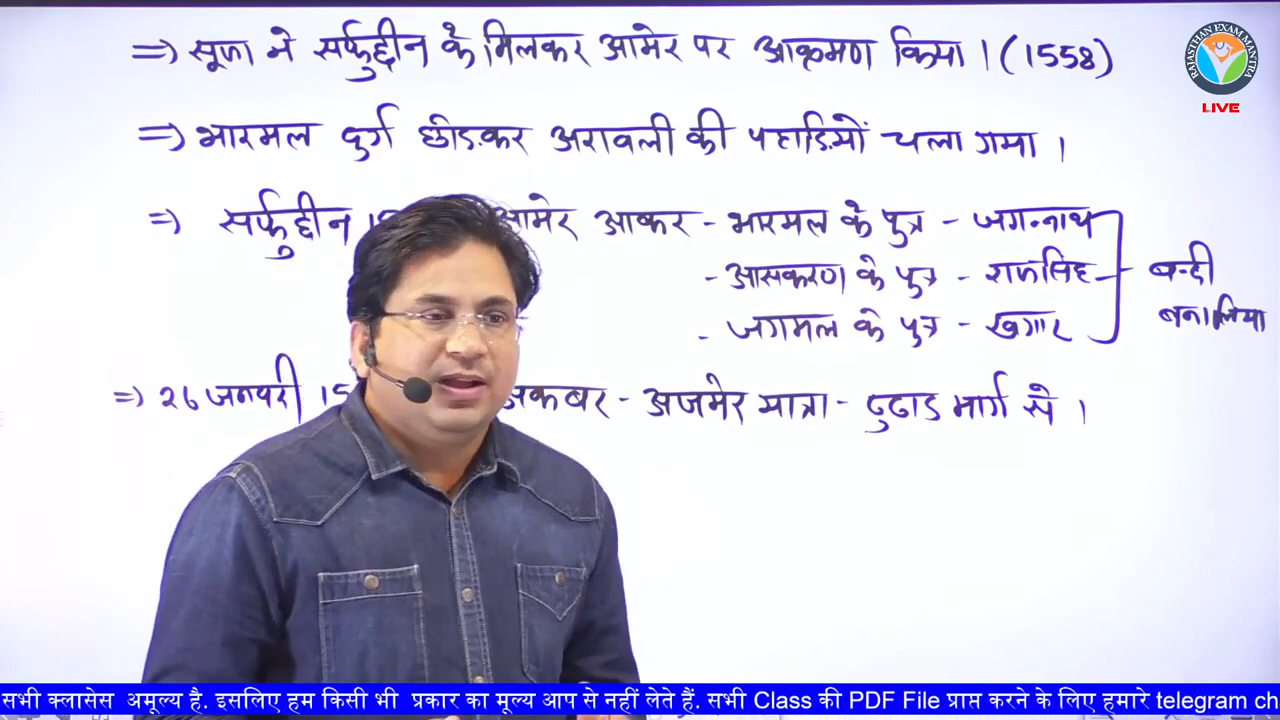 => सूजा ने सर्फुद्दीन के मिलकर आमेर पर आक्रमण किया । (1558)
=> भारमल दुर्ग छोडकर अरावली की पहाडियों चला गया ।
=> सर्फुद्दीन आमेर आकर - भारमल के पुत्र - जगन्नाथ
- आसकरण के पुत्र - राजसिंह
- जगमल के पुत्र - खंगार
बन्दी
बना लिया
=> 26 जनवरी 15 अकबर - अजमेर यात्रा - ढुढाड मार्ग से ।
RAJASTHAN EXAM MANTRA
LIVE
सभी क्लासेस अमूल्य है. इसलिए हम किसी भी प्रकार का मूल्य आप से नहीं लेते हैं. सभी Class की PDF File प्राप्त करने के लिए हमारे telegram ch